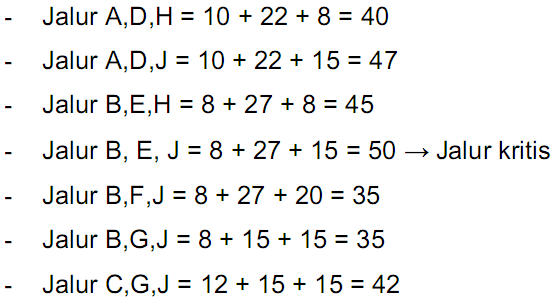 - Jalur A,D,H = 10 + 22 + 8 = 40
- Jalur A,D,J = 10 + 22 + 15 = 47
- Jalur B,E,H = 8 + 27 + 8 = 45
- Jalur B, E, J = 8 + 27 + 15 = 50 → Jalur kritis
- Jalur B,F,J = 8 + 27 + 20 = 35
- Jalur B,G,J = 8 + 15 + 15 = 35
- Jalur C,G,J = 12 + 15 + 15 = 42